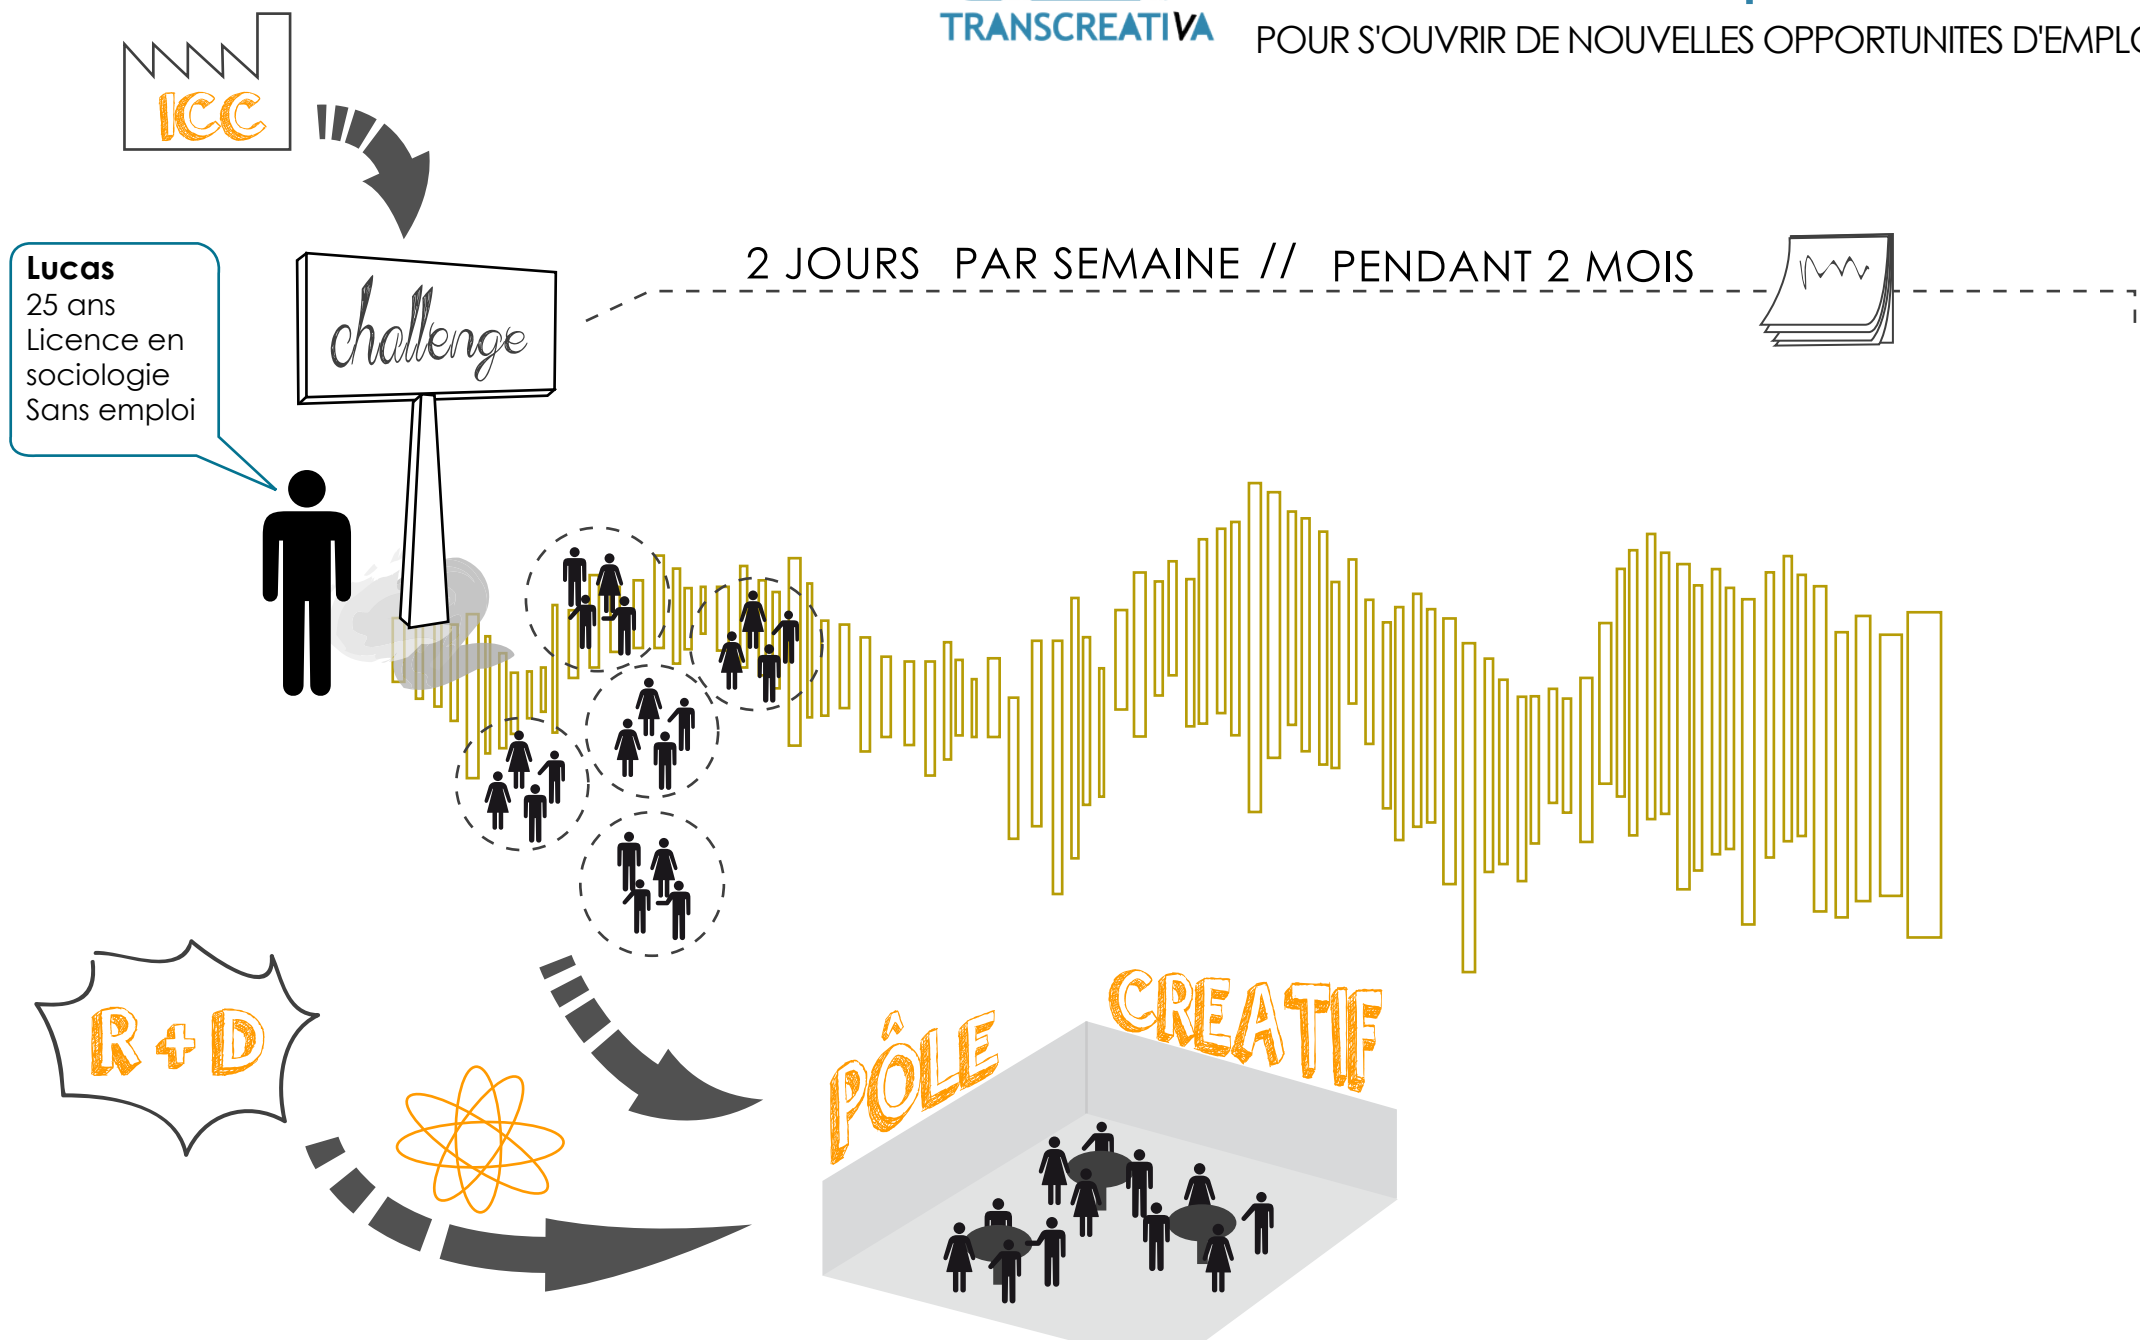 TRANSCREATIVA
POUR S'OUVRIR DE NOUVELLES OPPORTUNITES
ICC
Lucas
25 ans
Licence en
sociologie
Sans emploi
challenge
2 JOURS PAR SEMAINE // PENDANT 2 MOIS
R+D
PÔLE CREATIF